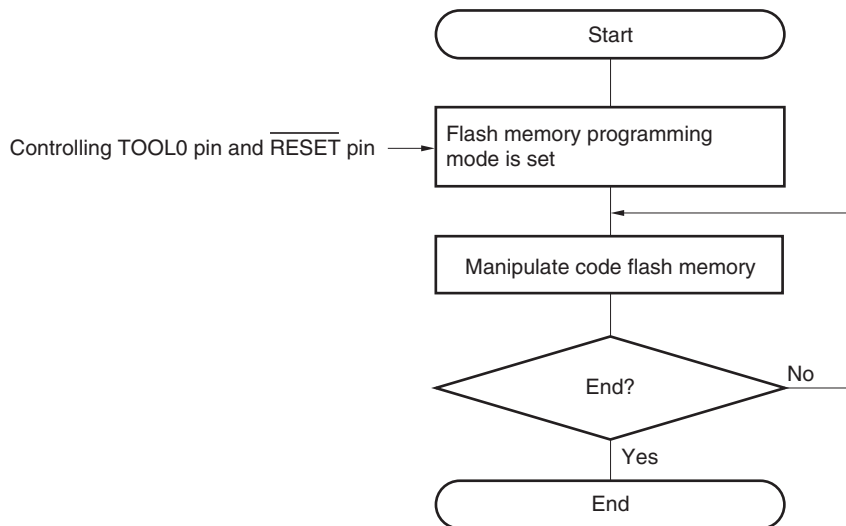 Start
Controlling TOOL0 pin and RESET pin
Flash memory programming
mode is set
Manipulate code flash memory
End?
No
Yes
End